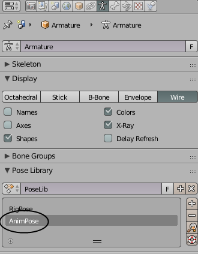 Armature Armature
Armature F
Skeleton
Display
Octahedral Stick B-Bone Envelope Wire
Names Colors
Axes X-Ray
Shapes Delay Refresh
Bone Groups
Pose Library
PoseLib F
RigPose
AnimPose